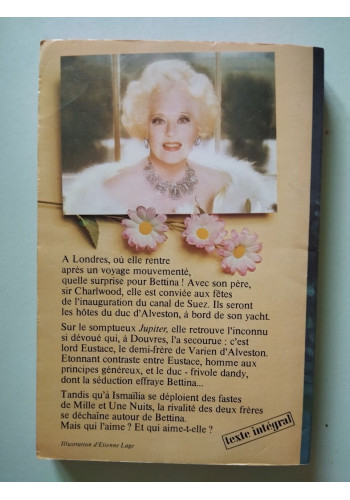 A Londres, où elle rentre
après un voyage mouvementé,
quelle surprise pour Bettina ! Avec son père,
sir Charlwood, elle est conviée aux fêtes
de l'inauguration du canal de Suez. Ils seront
les hôtes du duc d'Alveston, à bord de son yacht.
Sur le somptueux Jupiter, elle retrouve l'inconnu
si dévoué qui, à Douvres, l'a secourue : c'est
lord Eustace, le demi-frère de Varien d'Alveston.
Etonnant contraste entre Eustace, homme aux
principes généreux, et le duc - frivole dandy,
dont la séduction effraye Bettina...
Tandis qu'à Ismaïlia se déploient des fastes
de Mille et Une Nuits, la rivalité des deux frères
se déchaîne autour de Bettina.
Mais qui l'aime ? Et qui aime-t-elle ?
texte intégral
Illustration d'Etienne Lage